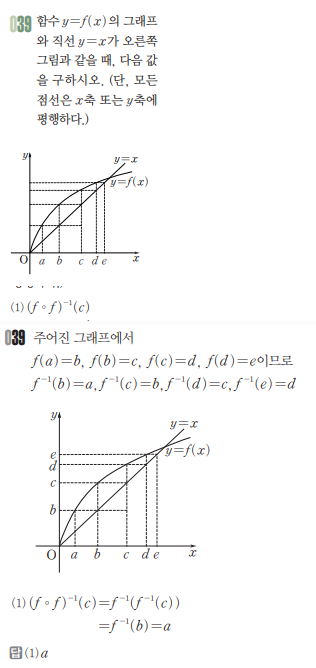 039 함수 y=f(x)의 그래프
와 직선 y=x가 오른쪽
그림과 같을 때, 다음 값
을 구하시오. (단, 모든
점선은 x축 또는 y축에
평행하다.)
y
y=x
y=f(x)
O a b c d e x
(1) (f∘f)⁻¹(c)
039 주어진 그래프에서
f(a)=b, f(b)=c, f(c)=d, f(d)=e이므로
f⁻¹(b)=a, f⁻¹(c)=b, f⁻¹(d)=c, f⁻¹(e)=d
y
y=x
e
y=f(x)
d
c
b
O a b c d e x
(1) (f∘f)⁻¹(c)=f⁻¹(f⁻¹(c))
=f⁻¹(b)=a
답 (1) a